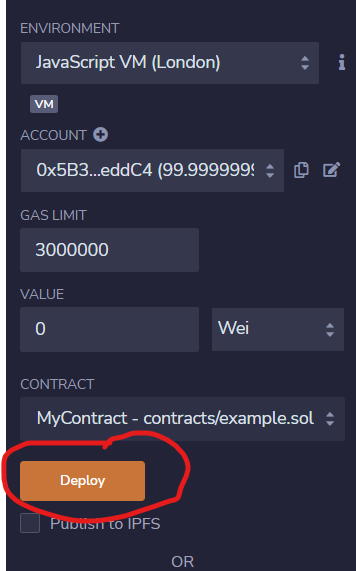 ENVIRONMENT
JavaScript VM (London)
VM
ACCOUNT
0x5B3...eddC4 (99.9999999
GAS LIMIT
3000000
VALUE
0 Wei
CONTRACT
MyContract - contracts/example.sol
Deploy
Publish to IPFS
OR